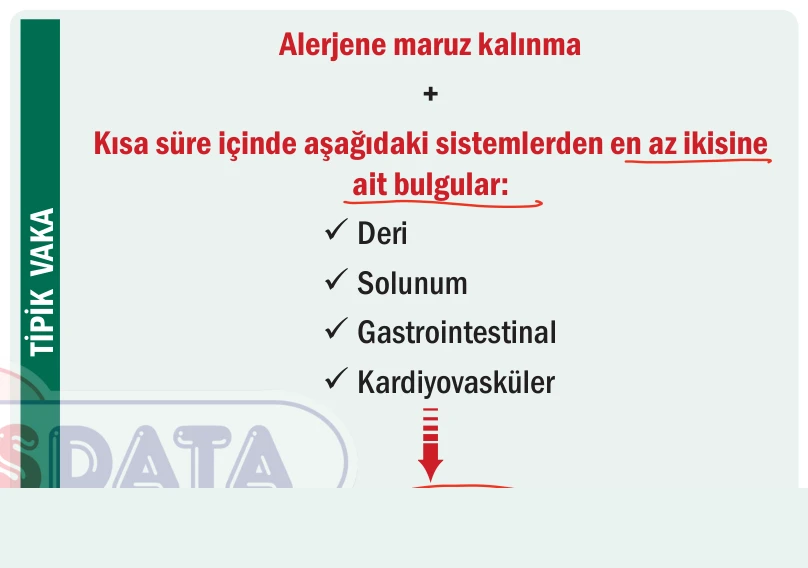 Alerjene maruz kalınma
+
Kısa süre içinde aşağıdaki sistemlerden en az ikisine
ait bulgular:
✓ Deri
✓ Solunum
✓ Gastrointestinal
✓ Kardiyovasküler
TİPİK VAKA
SDATA